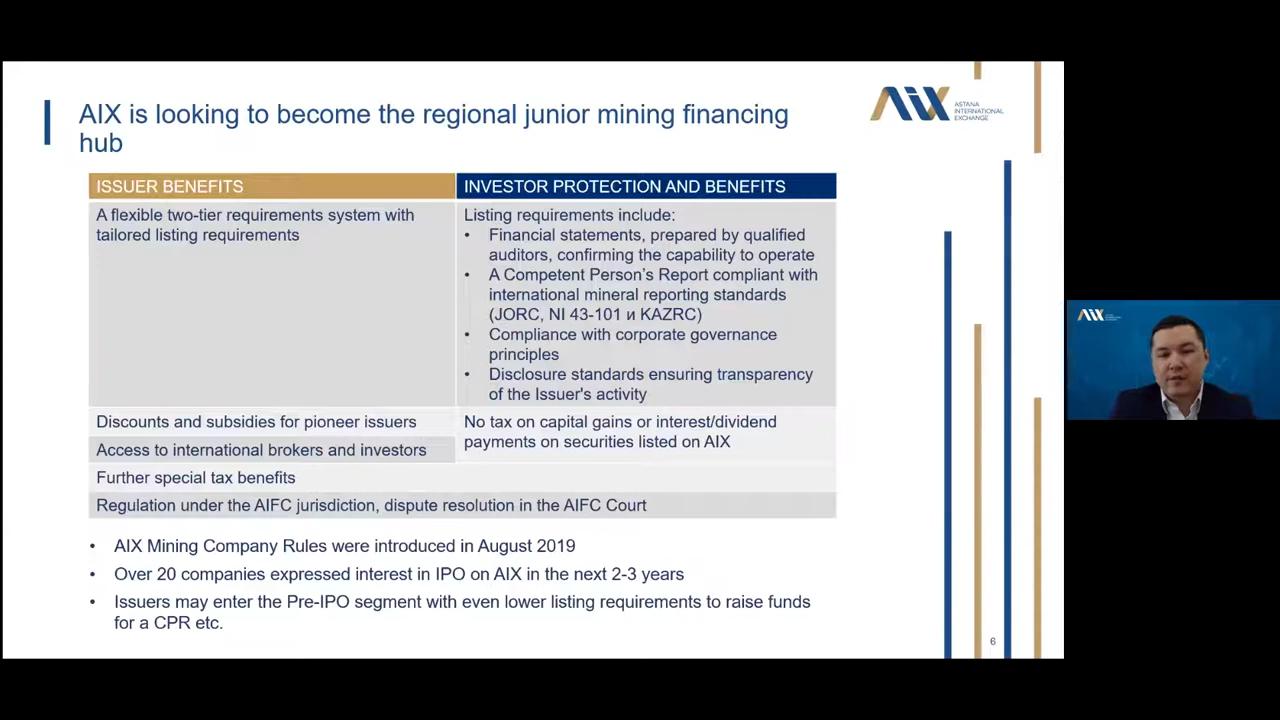 AIX is looking to become the regional junior mining financing
hub
AIX
ASTANA
INTERNATIONAL
EXCHANGE
ISSUER BENEFITS
INVESTOR PROTECTION AND BENEFITS
A flexible two-tier requirements system with
tailored listing requirements
Listing requirements include:
• Financial statements, prepared by qualified
auditors, confirming the capability to operate
• A Competent Person's Report compliant with
international mineral reporting standards
(JORC, NI 43-101 и KAZRC)
• Compliance with corporate governance
principles
• Disclosure standards ensuring transparency
of the Issuer's activity
Discounts and subsidies for pioneer issuers
Access to international brokers and investors
No tax on capital gains or interest/dividend
payments on securities listed on AIX
Further special tax benefits
Regulation under the AIFC jurisdiction, dispute resolution in the AIFC Court
• AIX Mining Company Rules were introduced in August 2019
• Over 20 companies expressed interest in IPO on AIX in the next 2-3 years
• Issuers may enter the Pre-IPO segment with even lower listing requirements to raise funds
for a CPR etc.
6
AIX